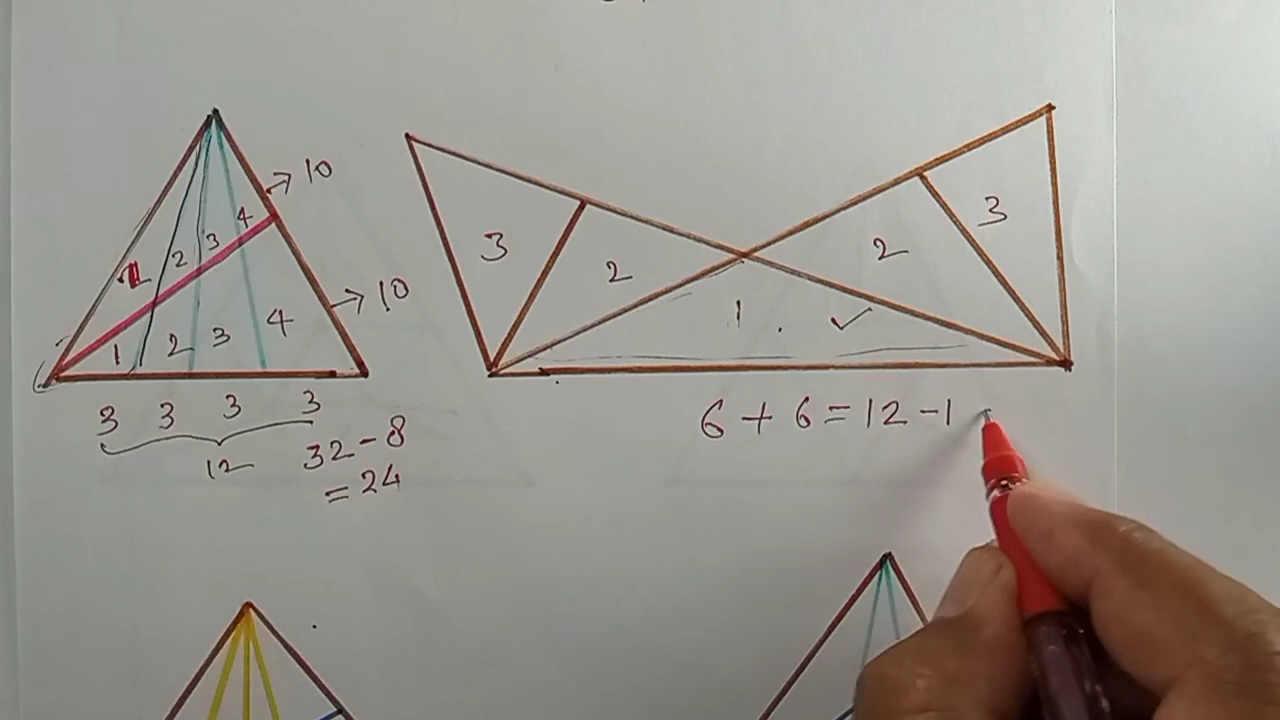 → 10
1 2 3 4
→ 10
1 2 3 4
3 3 3 3
12
32 - 8
= 24
3 2 2 3
1. ✓
6 + 6 = 12 - 1